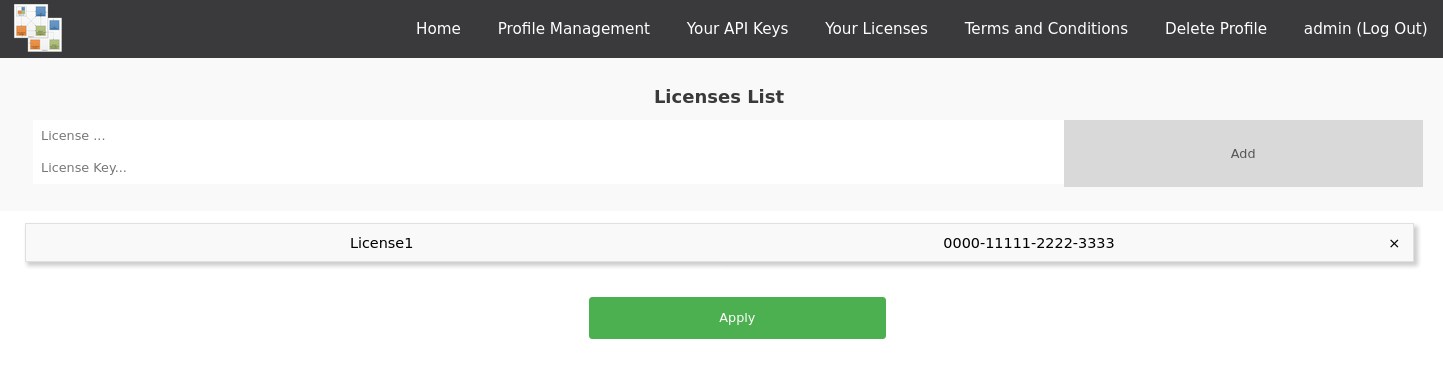 Home Profile Management Your API Keys Your Licenses Terms and Conditions Delete Profile admin (Log Out)
Licenses List
License ...
License Key...
Add
License1 0000-11111-2222-3333 ×
Apply